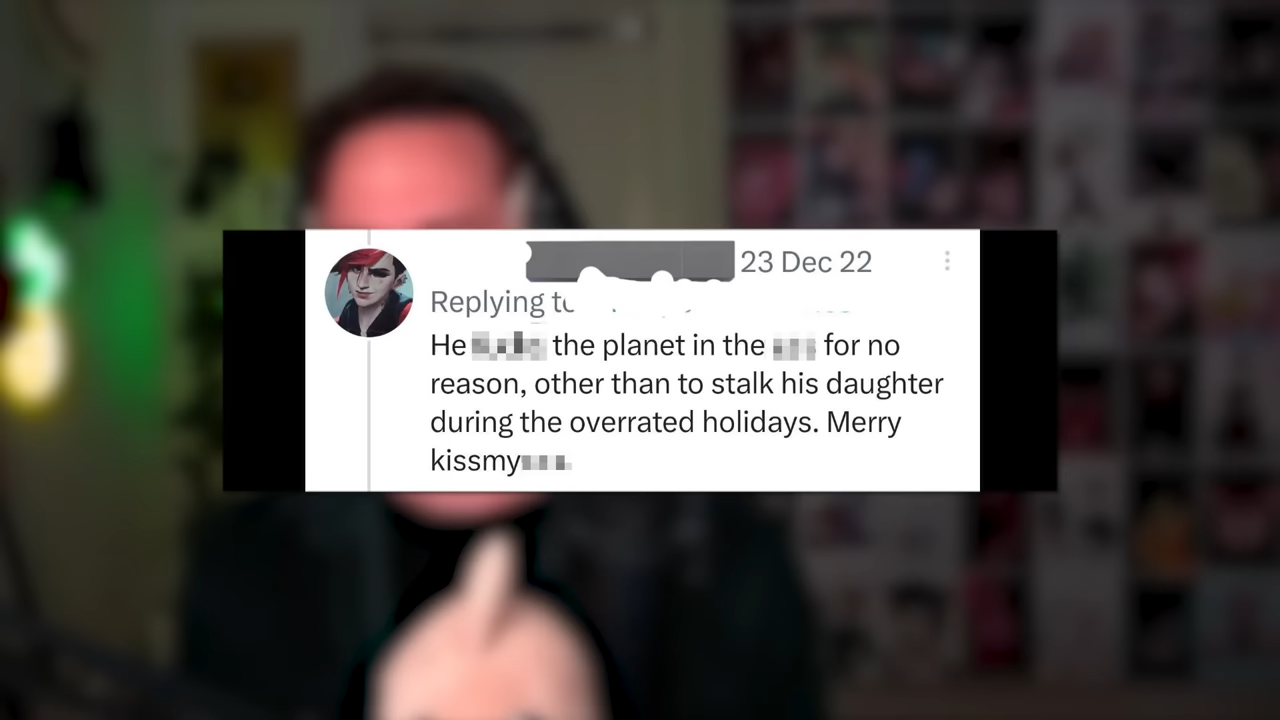 23 Dec 22
Replying
He the planet in the for no
reason, other than to stalk his daughter
during the overrated holidays. Merry
kissmy